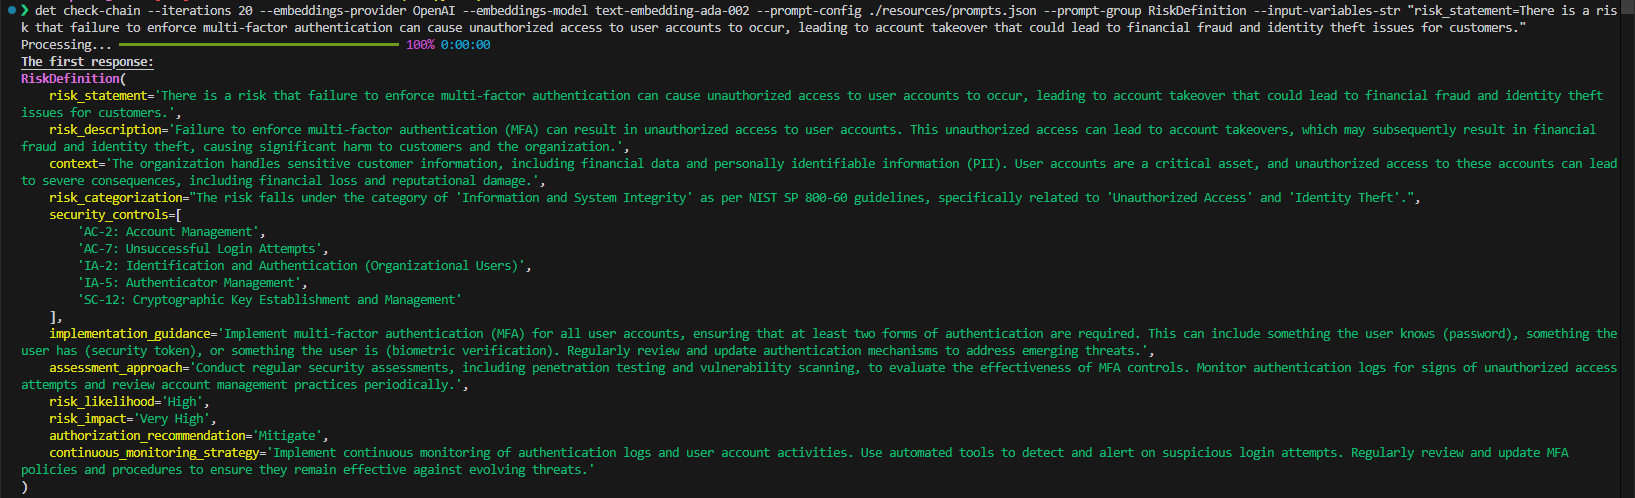 ❯ det check-chain --iterations 20 --embeddings-provider OpenAI --embeddings-model text-embedding-ada-002 --prompt-config ./resources/prompts.json --prompt-group RiskDefinition --input-variables-str "risk_statement=There is a ris
k that failure to enforce multi-factor authentication can cause unauthorized access to user accounts to occur, leading to account takeover that could lead to financial fraud and identity theft issues for customers."
Processing... 100% 0:00:00
The first response:
RiskDefinition(
    risk_statement='There is a risk that failure to enforce multi-factor authentication can cause unauthorized access to user accounts to occur, leading to account takeover that could lead to financial fraud and identity theft
issues for customers.',
    risk_description='Failure to enforce multi-factor authentication (MFA) can result in unauthorized access to user accounts. This unauthorized access can lead to account takeovers, which may subsequently result in financial
fraud and identity theft, causing significant harm to customers and the organization.',
    context='The organization handles sensitive customer information, including financial data and personally identifiable information (PII). User accounts are a critical asset, and unauthorized access to these accounts can lead
to severe consequences, including financial loss and reputational damage.',
    risk_categorization="The risk falls under the category of 'Information and System Integrity' as per NIST SP 800-60 guidelines, specifically related to 'Unauthorized Access' and 'Identity Theft'.",
    security_controls=[
        'AC-2: Account Management',
        'AC-7: Unsuccessful Login Attempts',
        'IA-2: Identification and Authentication (Organizational Users)',
        'IA-5: Authenticator Management',
        'SC-12: Cryptographic Key Establishment and Management'
    ],
    implementation_guidance='Implement multi-factor authentication (MFA) for all user accounts, ensuring that at least two forms of authentication are required. This can include something the user knows (password), something the
user has (security token), or something the user is (biometric verification). Regularly review and update authentication mechanisms to address emerging threats.',
    assessment_approach='Conduct regular security assessments, including penetration testing and vulnerability scanning, to evaluate the effectiveness of MFA controls. Monitor authentication logs for signs of unauthorized access
attempts and review account management practices periodically.',
    risk_likelihood='High',
    risk_impact='Very High',
    authorization_recommendation='Mitigate',
    continuous_monitoring_strategy='Implement continuous monitoring of authentication logs and user account activities. Use automated tools to detect and alert on suspicious login attempts. Regularly review and update MFA
policies and procedures to ensure they remain effective against evolving threats.'
)